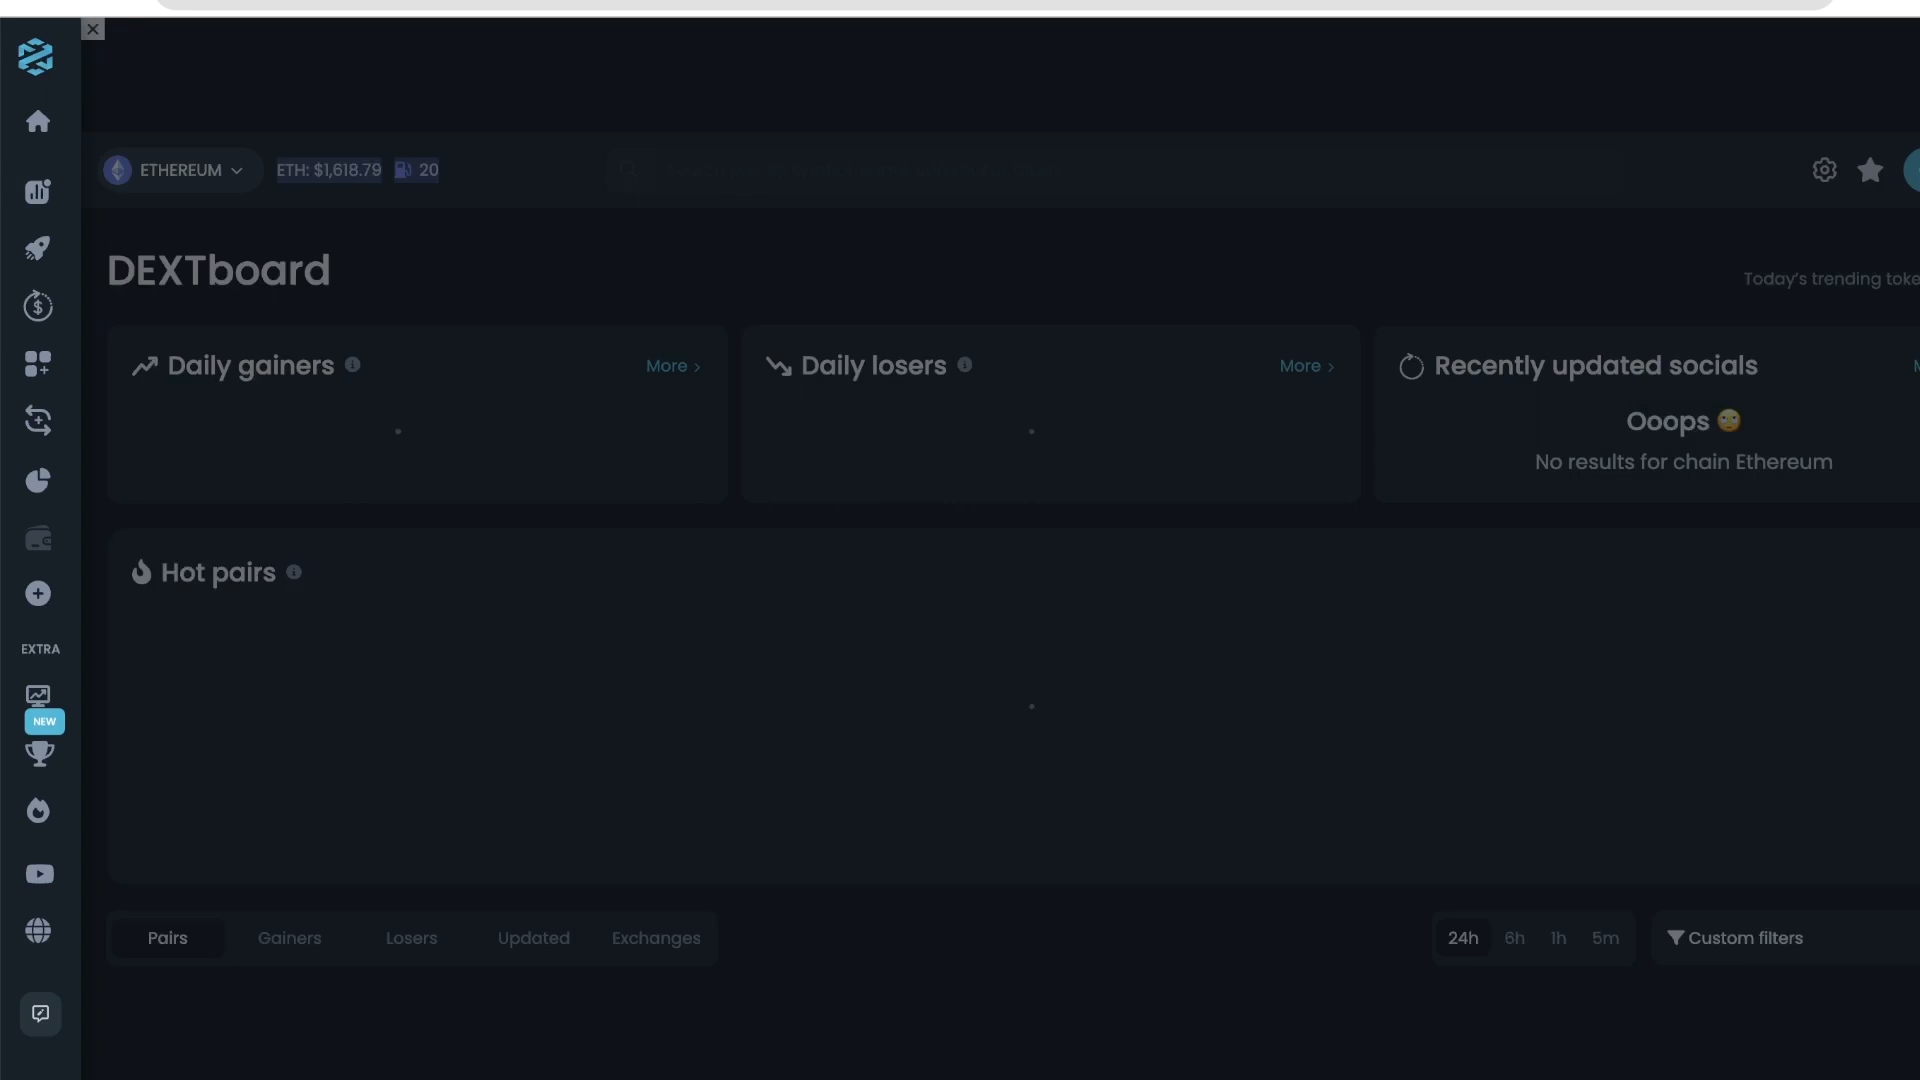 ETHEREUM ETH: $1,618.79 20
DEXTboard
Today's trending toke
Daily gainers More >
Daily losers More >
Recently updated socials M
Ooops 🙄
No results for chain Ethereum
Hot pairs
EXTRA
NEW
Pairs Gainers Losers Updated Exchanges 24h 6h 1h 5m Custom filters